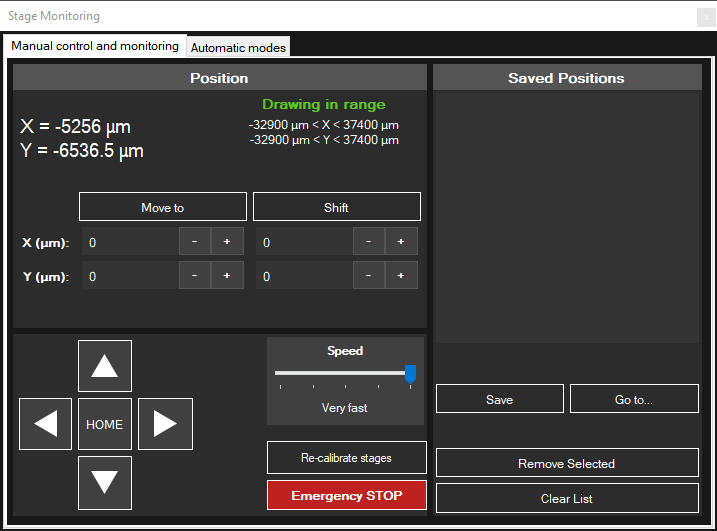 Stage Monitoring
x
Manual control and monitoring
Automatic modes
Position
Drawing in range
X = -5256 µm
-32900 µm < X < 37400 µm
Y = -6536.5 µm
-32900 µm < Y < 37400 µm
Move to
Shift
X (µm):
0
-
+
0
-
+
Y (µm):
0
-
+
0
-
+
HOME
Speed
Very fast
Re-calibrate stages
Emergency STOP
Saved Positions
Save
Go to...
Remove Selected
Clear List